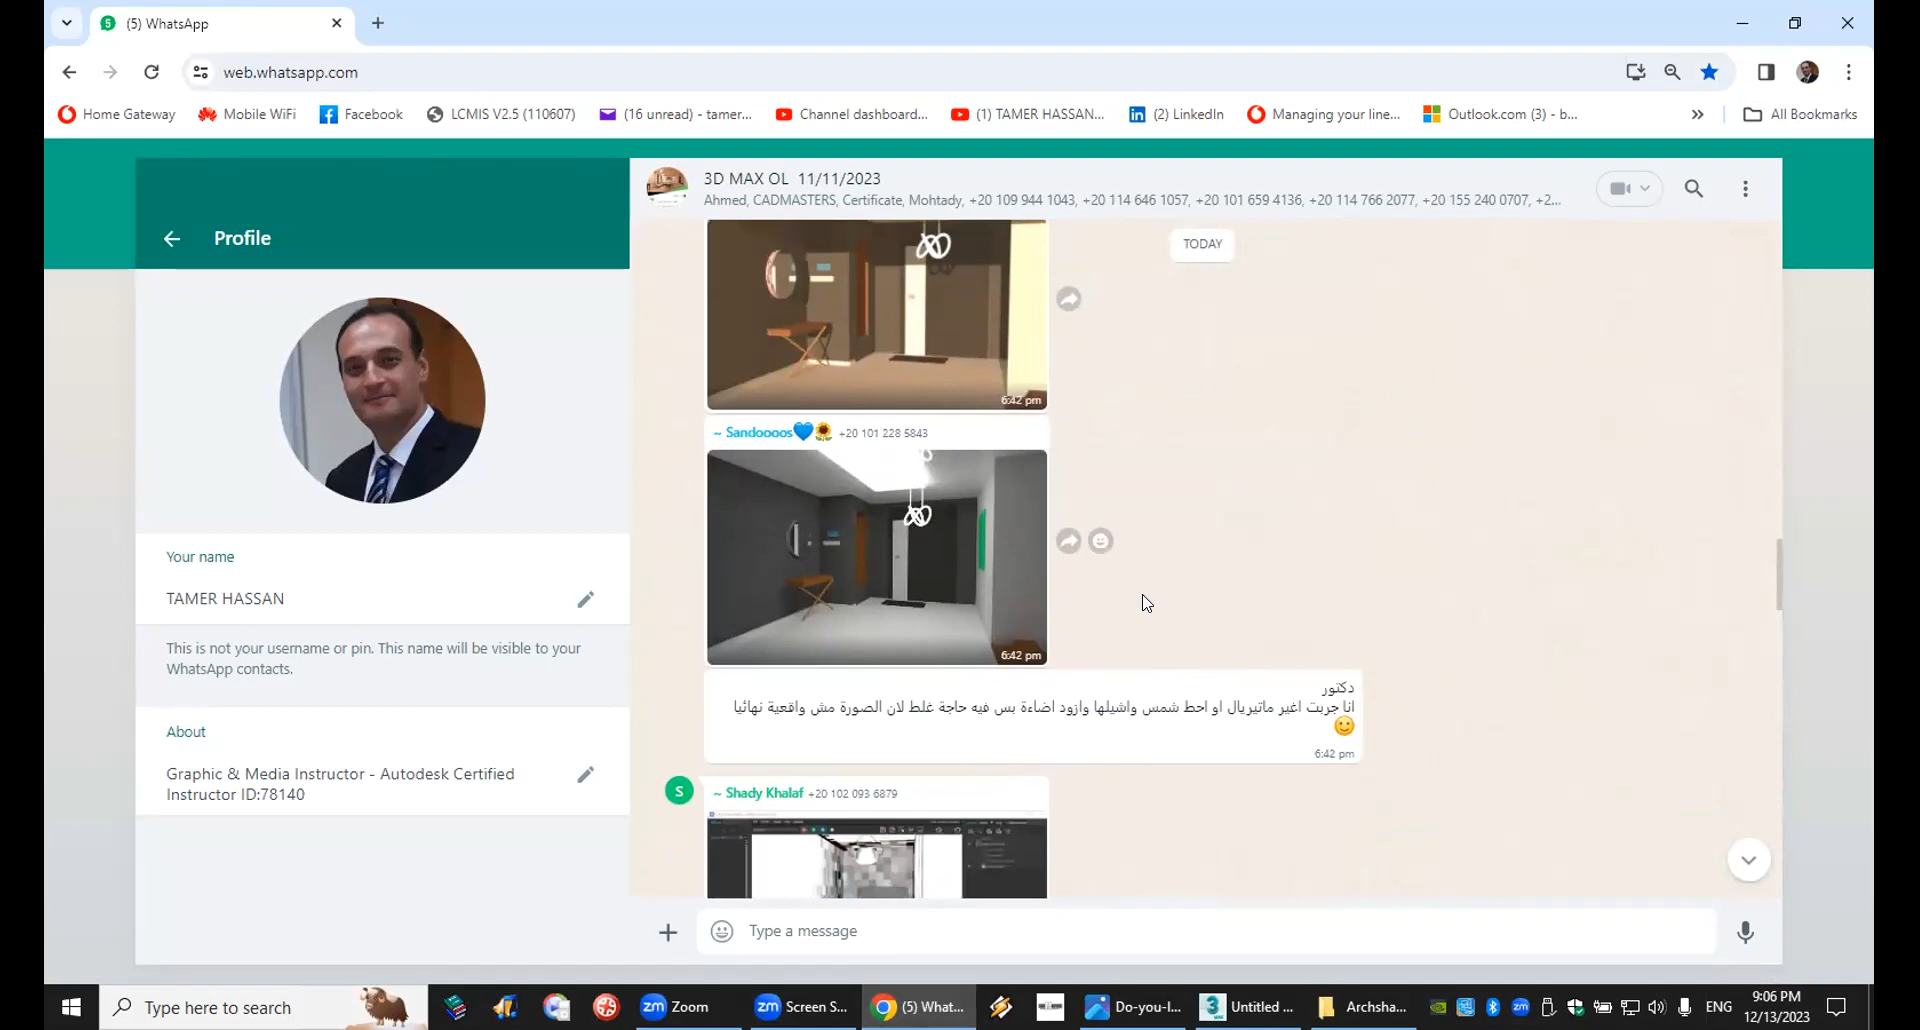 (5) WhatsApp
web.whatsapp.com
Home Gateway
Mobile WiFi
Facebook
LCMIS V2.5 (110607)
(16 unread) - tamer...
Channel dashboard...
(1) TAMER HASSAN...
(2) LinkedIn
Managing your line...
Outlook.com (3) - b...
»
All Bookmarks
Profile
Your name
TAMER HASSAN
This is not your username or pin. This name will be visible to your
WhatsApp contacts.
About
Graphic & Media Instructor - Autodesk Certified
Instructor ID:78140
3D MAX OL 11/11/2023
Ahmed, CADMASTERS, Certificate, Mohtady, +20 109 944 1043, +20 114 646 1057, +20 101 659 4136, +20 114 766 2077, +20 155 240 0707, +2...
TODAY
6:42 pm
~ Sandoooos💙🌻 +20 101 228 5843
6:42 pm
دكتور
انا جربت اغير ماتيريال او احط شمس واشيلها وازود اضاءة بس فيه حاجة غلط لان الصورة مش واقعية نهائيا
🙂
6:42 pm
S
~ Shady Khalaf +20 102 093 6879
Type a message
Type here to search
Zoom
Screen S...
(5) What...
Do-you-l...
Untitled ...
Archsha...
ENG
9:06 PM
12/13/2023